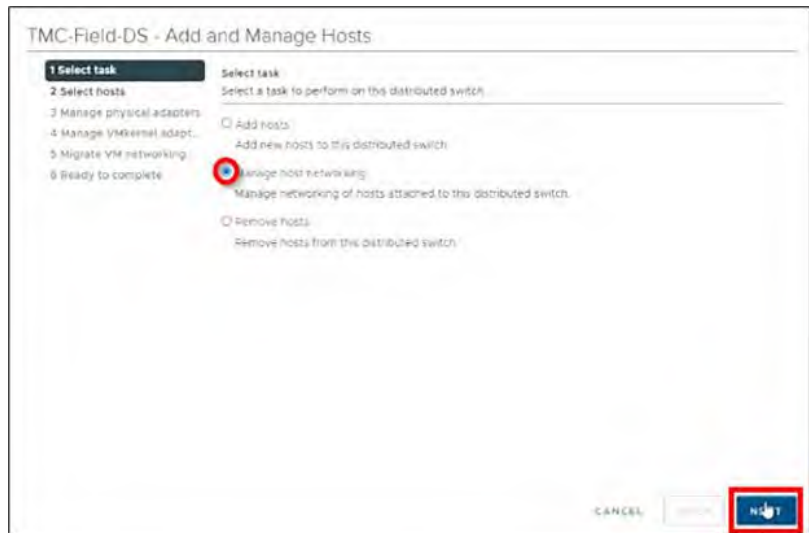 TMC-Field-DS - Add and Manage Hosts
1 Select task
2 Select hosts
3 Manage physical adapters
4 Manage VMkernel adapt...
5 Migrate VM networking
6 Ready to complete
Select task
Select a task to perform on this distributed switch.
Add hosts
Add new hosts to this distributed switch.
Manage host networking
Manage networking of hosts attached to this distributed switch.
Remove hosts
Remove hosts from this distributed switch.
CANCEL
NEXT